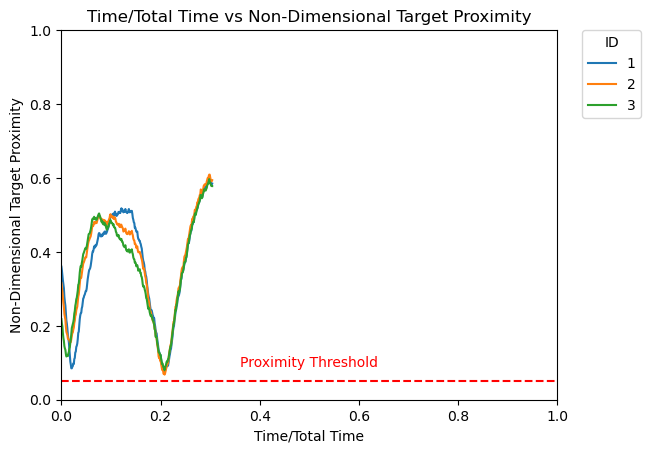 Time/Total Time vs Non-Dimensional Target Proximity
ID
1
2
3
Non-Dimensional Target Proximity
1.0
0.8
0.6
0.4
0.2
0.0
Proximity Threshold
0.0 0.2 0.4 0.6 0.8 1.0
Time/Total Time